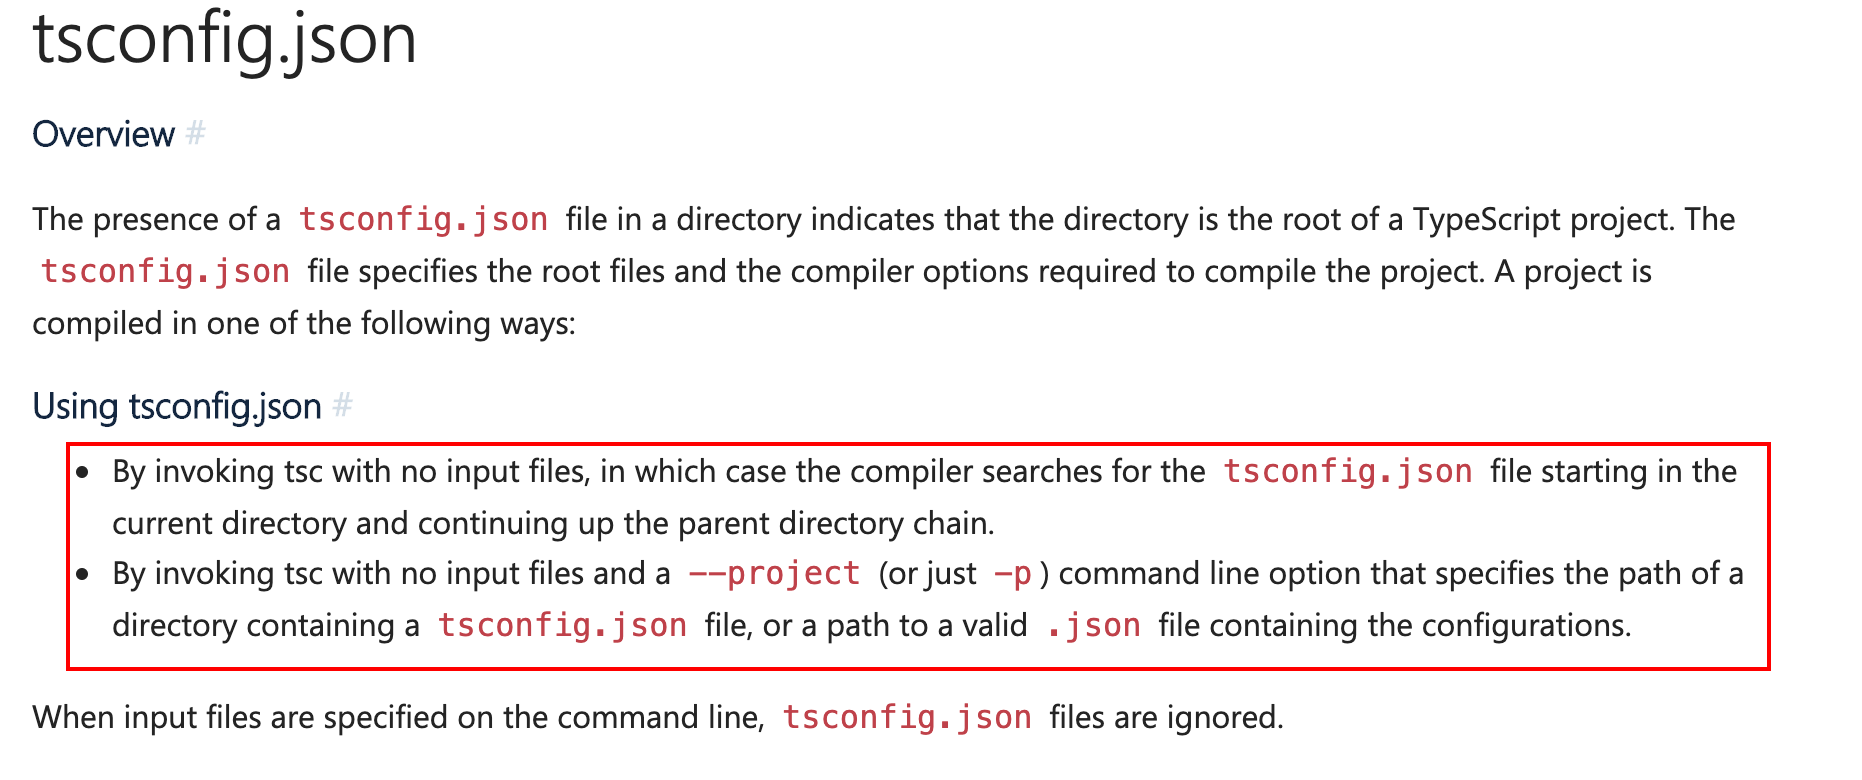 tsconfig.json
Overview #
The presence of a tsconfig.json file in a directory indicates that the directory is the root of a TypeScript project. The
tsconfig.json file specifies the root files and the compiler options required to compile the project. A project is
compiled in one of the following ways:
Using tsconfig.json #
• By invoking tsc with no input files, in which case the compiler searches for the tsconfig.json file starting in the
current directory and continuing up the parent directory chain.
• By invoking tsc with no input files and a --project (or just -p) command line option that specifies the path of a
directory containing a tsconfig.json file, or a path to a valid .json file containing the configurations.
When input files are specified on the command line, tsconfig.json files are ignored.